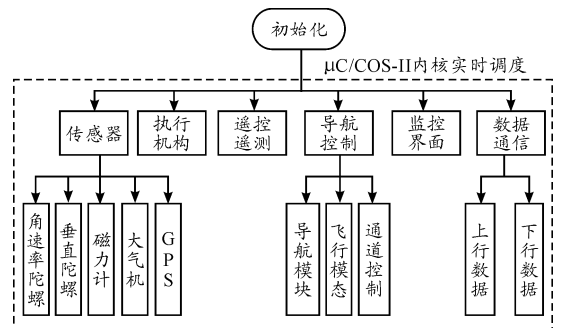 初始化
μC/COS-II内核实时调度
传感器
执行
机构
遥控
遥测
导航
控制
监控
界面
数据
通信
角速率陀螺
垂直陀螺
磁力计
大气机
GPS
导航模块
飞行模态
通道控制
上行数据
下行数据